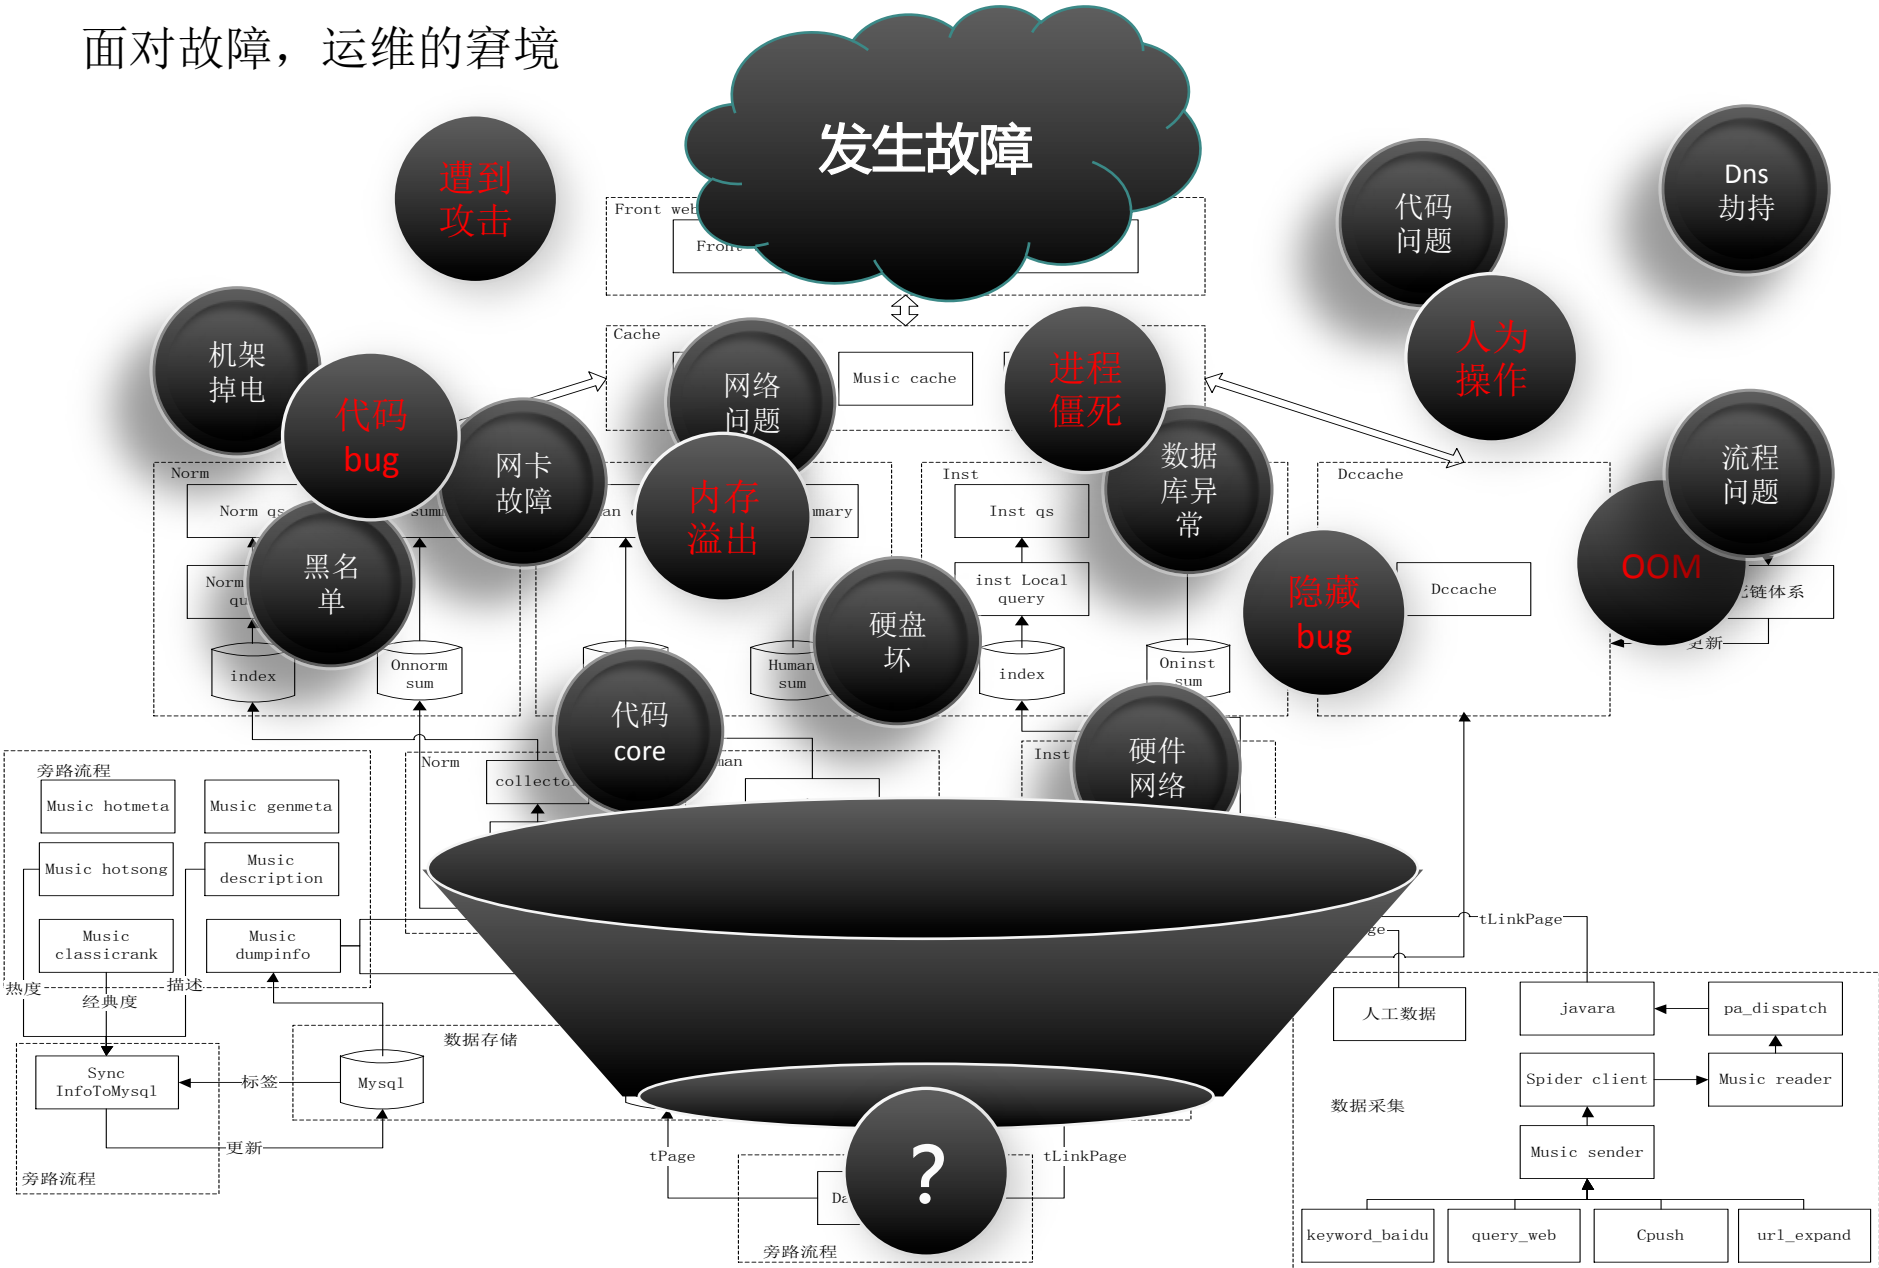 面对故障，运维的窘境
发生故障
遭到
攻击
代码
问题
Dns
劫持
Front web
Front
人为
操作
机架
掉电
Cache
网络
问题
Music cache
进程
僵死
代码
bug
网卡
故障
数据
库异
常
流程
问题
Norm
Inst
Dccache
Norm qs
内存
溢出
Inst qs
OOM
黑名
单
Norm
inst Local
query
隐藏
bug
Dccache
链体系
更新
硬盘
坏
index
Onnorm
sum
Human
sum
index
Oninst
sum
代码
core
硬件
网络
旁路流程
Norm
Inst
Music hotmeta
Music genmeta
Music hotsong
Music
description
Music
classicrank
Music
dumpinfo
tLinkPage
热度
经典度
描述
人工数据
javara
pa_dispatch
数据存储
Sync
InfoToMysql
标签
Mysql
Spider client
Music reader
数据采集
更新
旁路流程
tPage
tLinkPage
Music sender
?
旁路流程
keyword_baidu
query_web
Cpush
url_expand